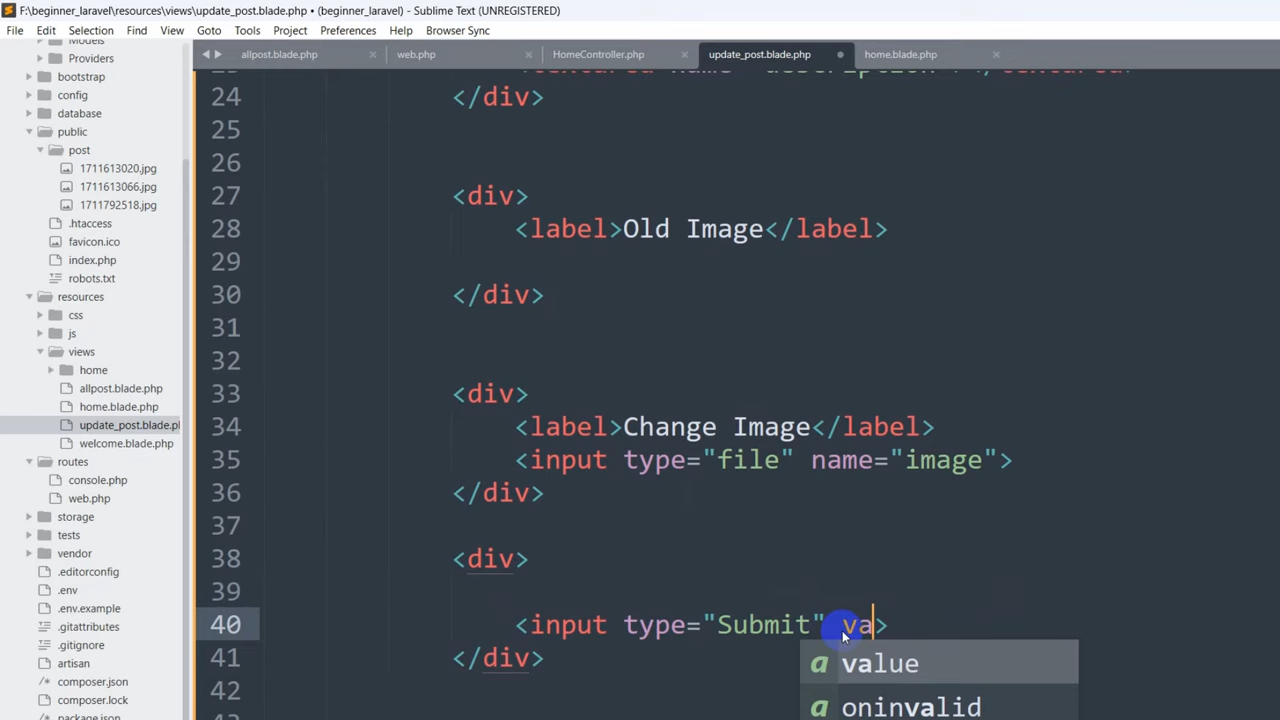 F:\beginner_laravel\resources\views\update_post.blade.php • (beginner_laravel) - Sublime Text (UNREGISTERED)
File Edit Selection Find View Goto Tools Project Preferences Help Browser Sync
Models
Providers
bootstrap
config
database
public
post
1711613020.jpg
1711613066.jpg
1711792518.jpg
.htaccess
favicon.ico
index.php
robots.txt
resources
css
js
views
home
allpost.blade.php
home.blade.php
update_post.blade.pl
welcome.blade.php
routes
console.php
web.php
storage
tests
vendor
.editorconfig
.env
.env.example
.gitattributes
.gitignore
artisan
composer.json
composer.lock
package.json
allpost.blade.php × web.php × HomeController.php × update_post.blade.php • home.blade.php ×
24 </div>
25
26
27 <div>
28 <label>Old Image</label>
29
30 </div>
31
32
33 <div>
34 <label>Change Image</label>
35 <input type="file" name="image">
36 </div>
37
38 <div>
39
40 <input type="Submit" va>
41 </div>
42
a value
a oninvalid